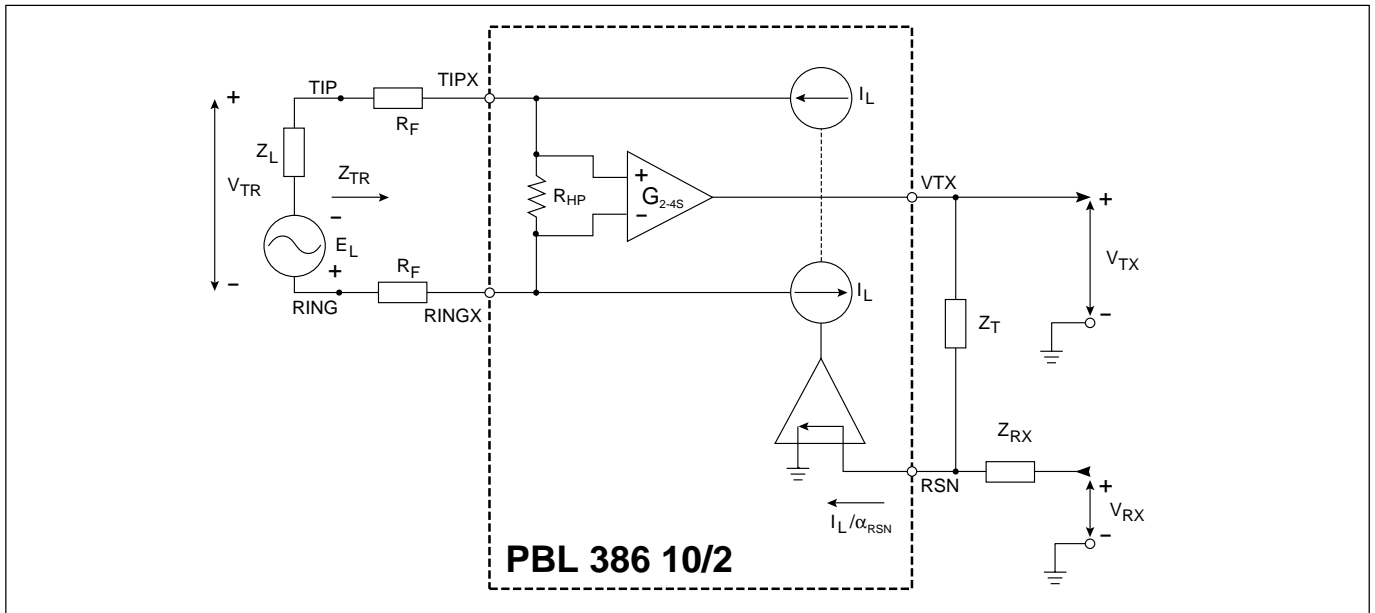 TIP
TIPX
+
R_F
I_L
Z_L
V_TR
Z_TR
−
R_HP
+
−
G_2-4S
VTX
+
V_TX
−
E_L
+
−
RING
R_F
RINGX
I_L
Z_T
Z_RX
RSN
+
V_RX
−
I_L/α_RSN
PBL 386 10/2